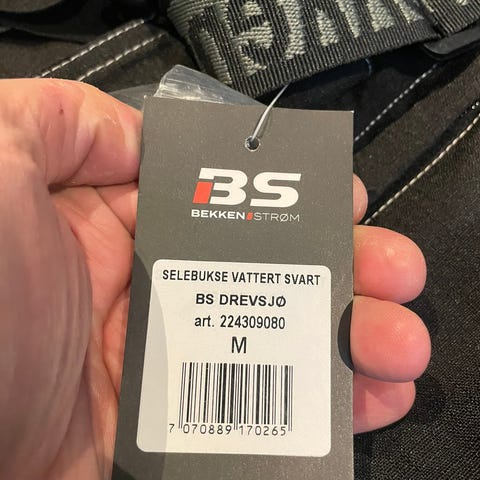 BS
BEKKEN STRØM
SELEBUKSE VATTERT SVART
BS DREVSJØ
art. 224309080
M
7 070889 170265